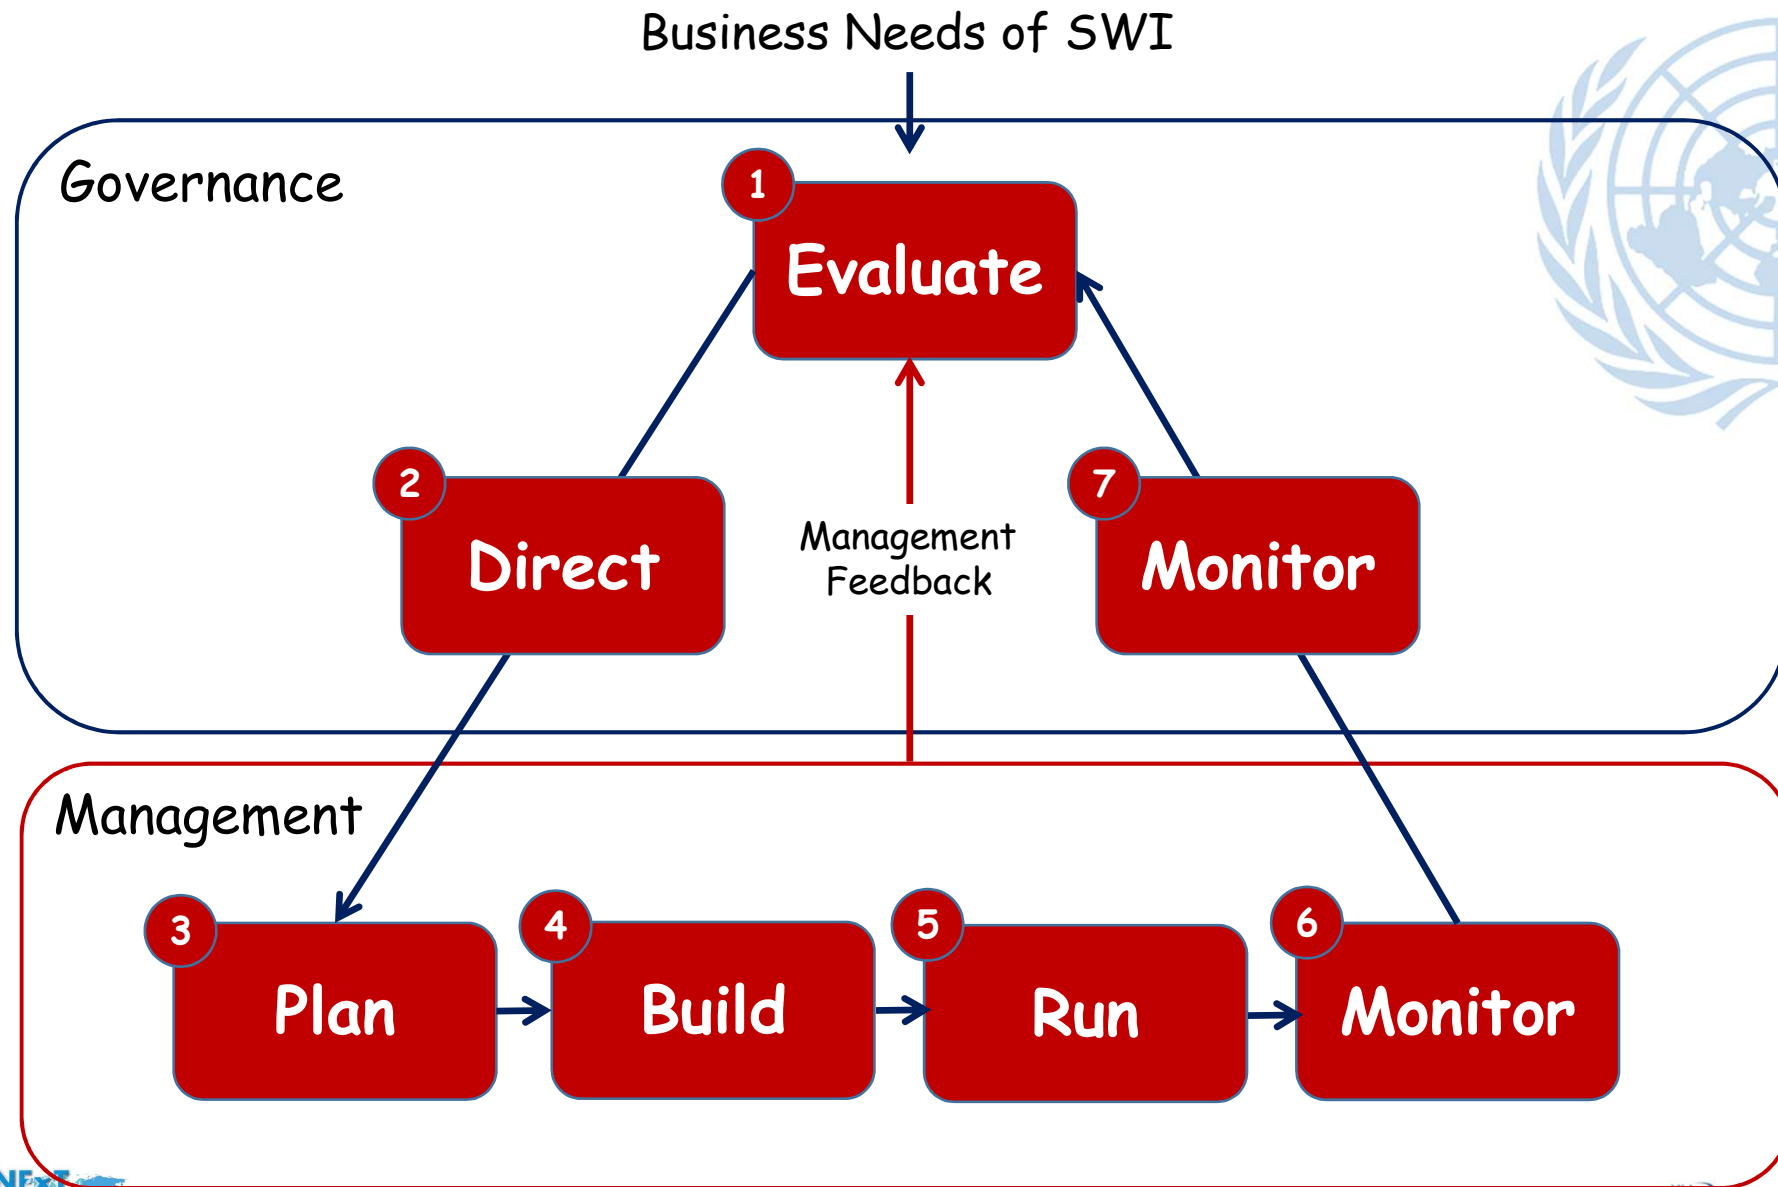 Business Needs of SWI
Governance
1
Evaluate
2
Direct
Management
Feedback
7
Monitor
Management
3
Plan
4
Build
5
Run
6
Monitor